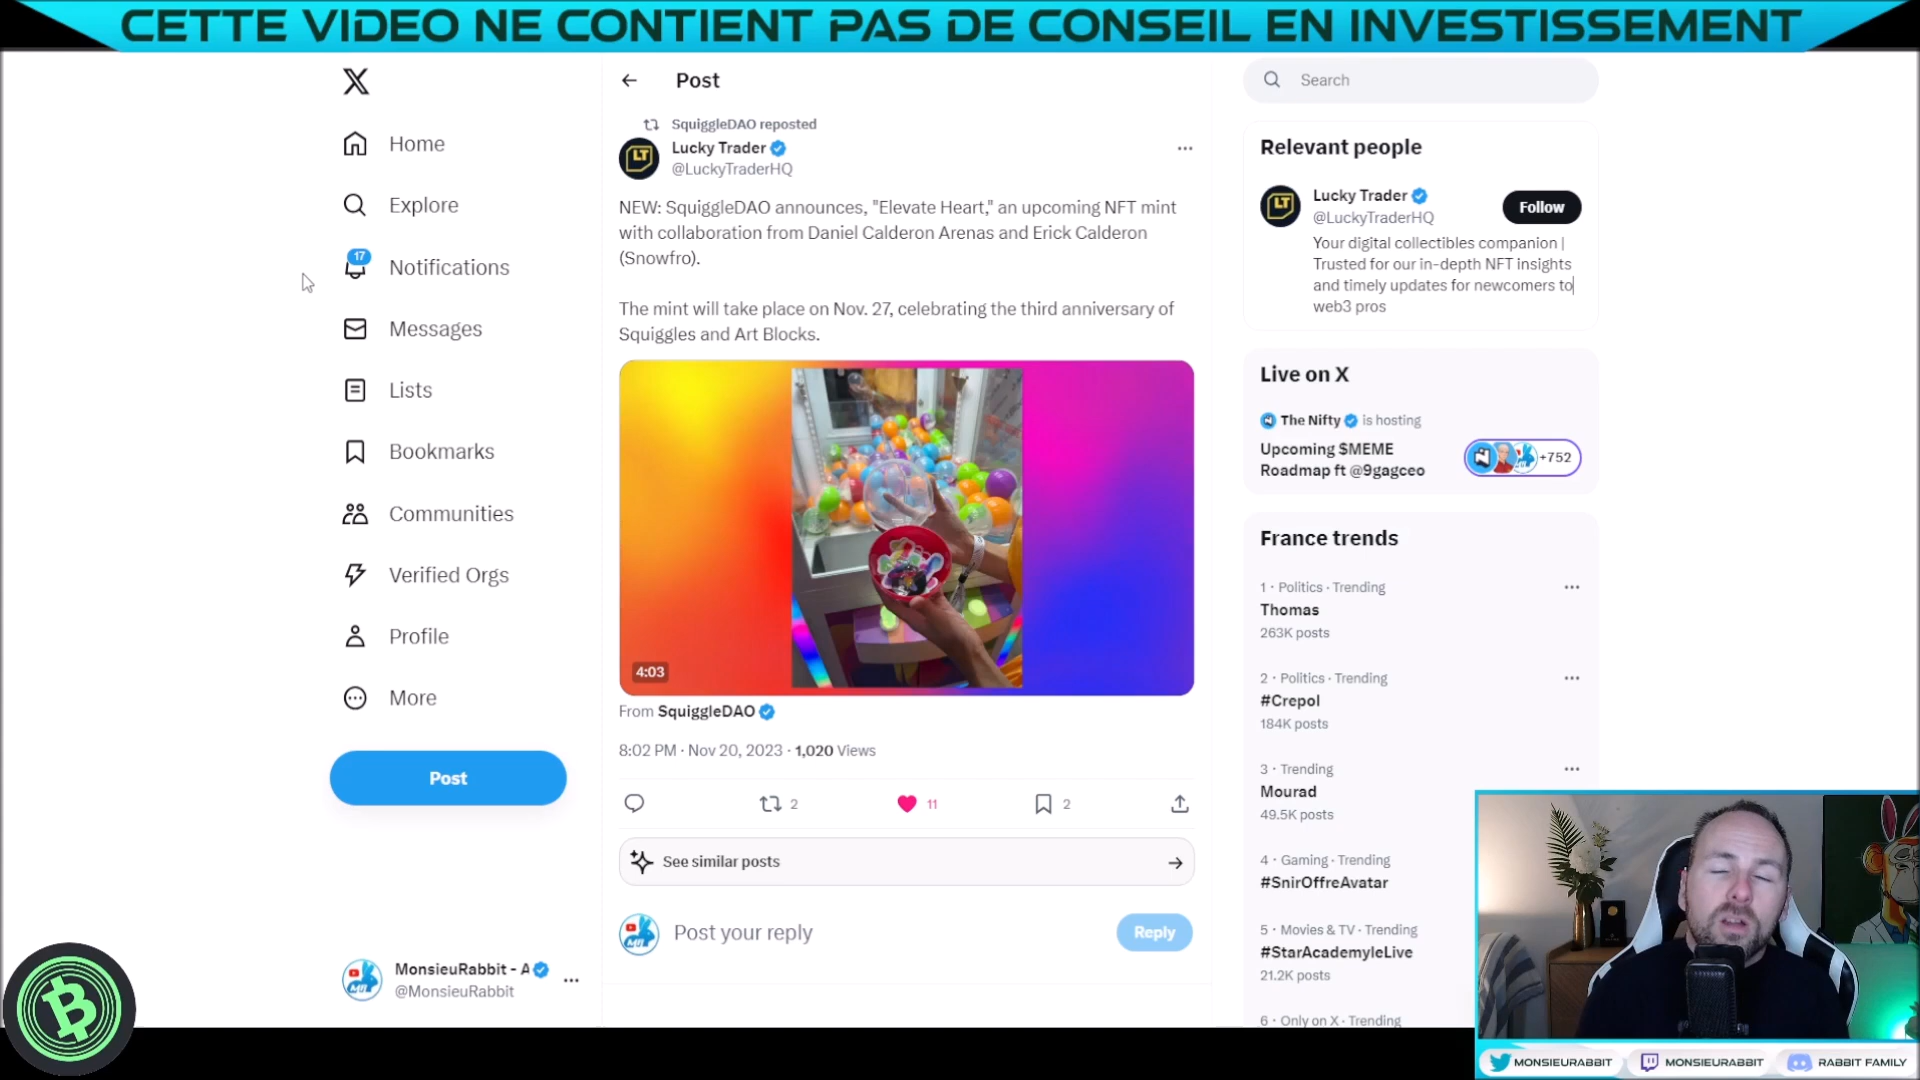 CETTE VIDEO NE CONTIENT PAS DE CONSEIL EN INVESTISSEMENT
Home
Explore
17
Notifications
Messages
Lists
Bookmarks
Communities
Verified Orgs
Profile
More
Post
MonsieuRabbit - A
@MonsieuRabbit
Post
SquiggleDAO reposted
LT
Lucky Trader
@LuckyTraderHQ
NEW: SquiggleDAO announces, "Elevate Heart," an upcoming NFT mint
with collaboration from Daniel Calderon Arenas and Erick Calderon
(Snowfro).
The mint will take place on Nov. 27, celebrating the third anniversary of
Squiggles and Art Blocks.
4:03
From SquiggleDAO
8:02 PM · Nov 20, 2023 · 1,020 Views
2
11
2
See similar posts
Post your reply
Reply
Search
Relevant people
LT
Lucky Trader
@LuckyTraderHQ
Follow
Your digital collectibles companion |
Trusted for our in-depth NFT insights
and timely updates for newcomers to
web3 pros
Live on X
The Nifty is hosting
Upcoming $MEME
Roadmap ft @9gagceo
+752
France trends
1 · Politics · Trending
Thomas
263K posts
2 · Politics · Trending
#Crepol
184K posts
3 · Trending
Mourad
49.5K posts
4 · Gaming · Trending
#SnirOffreAvatar
5 · Movies & TV · Trending
#StarAcademyleLive
21.2K posts
6 · Only on X · Trending
MONSIEURABBIT
MONSIEURABBIT
RABBIT FAMILY